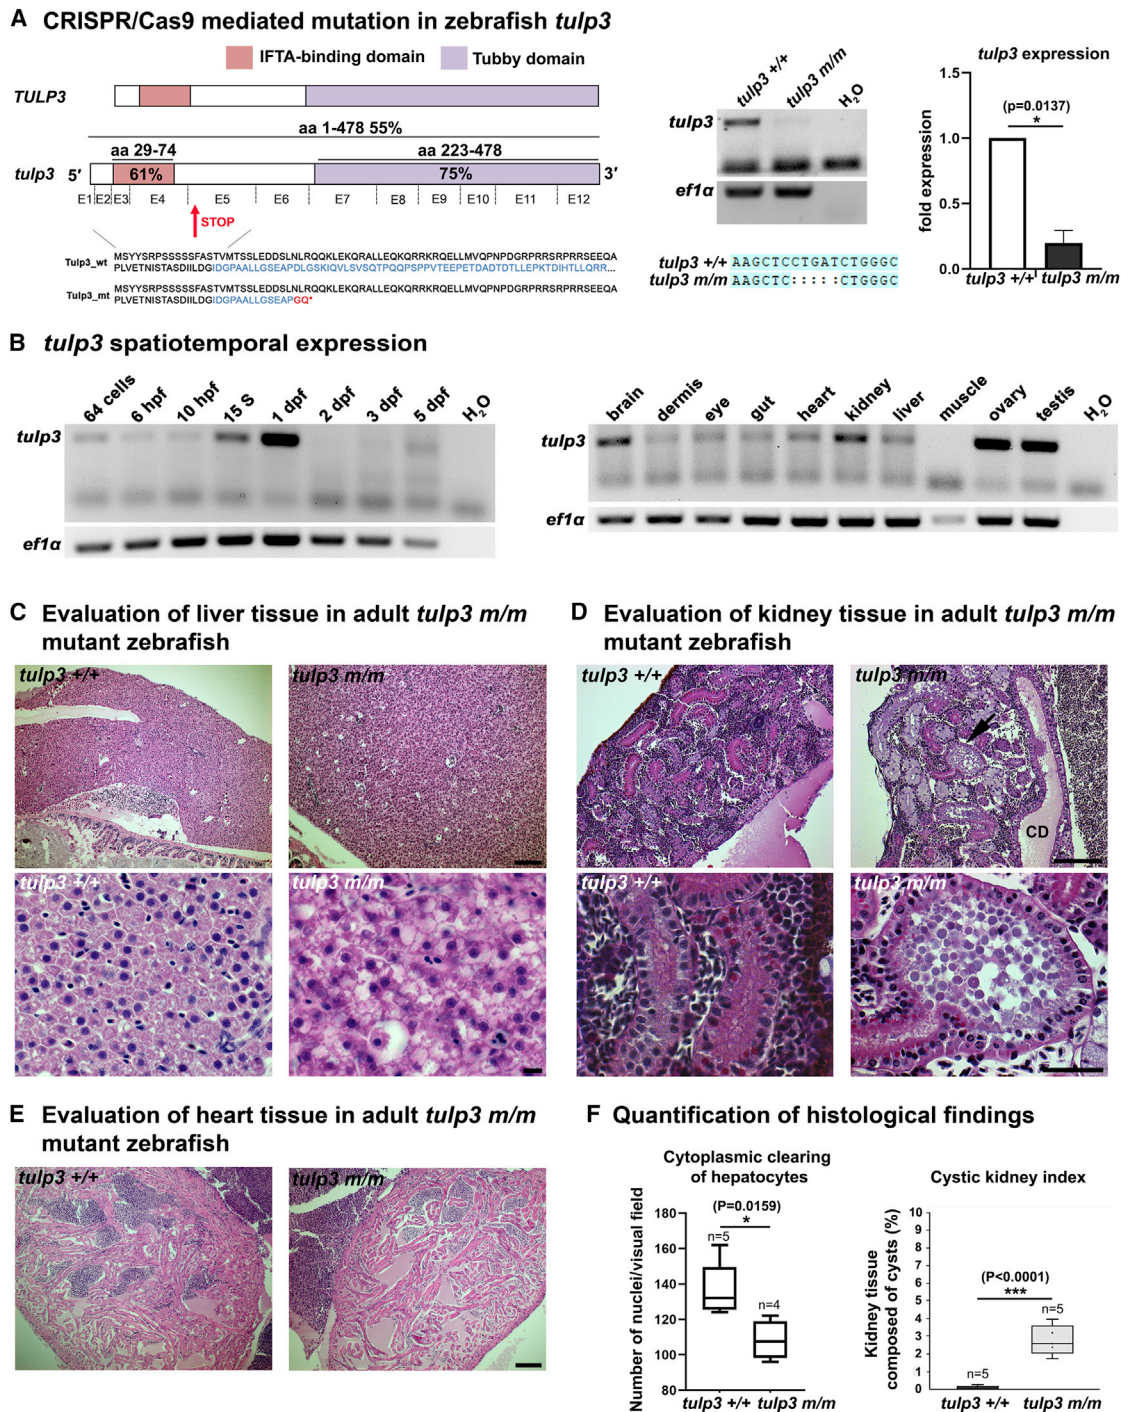 A CRISPR/Cas9 mediated mutation in zebrafish tulp3
IFTA-binding domain
Tubby domain
TULP3
aa 1-478 55%
aa 29-74
aa 223-478
tulp3 5′ 61% 75% 3′
E1 E2 E3 E4 E5 E6 E7 E8 E9 E10 E11 E12
STOP
Tulp3_wt
MSYYSRPSSSSSFASTVMTSSLEDDSLNLRQQKLEKQRALLEQKQRRKRQELLMVQPNPDGRPRRSRPRRSEEQA
PLVETNISTASDIILDGIDGPAALLGSEAPDLGSKIQVLSVSQTPQQPSPPVTEEPETDADTDTLLEPKTDIHTLLQRR...
Tulp3_mt
MSYYSRPSSSSSFASTVMTSSLEDDSLNLRQQKLEKQRALLEQKQRRKRQELLMVQPNPDGRPRRSRPRRSEEQA
PLVETNISTASDIILDGIDGPAALLGSEAPGQ*
tulp3 +/+ tulp3 m/m H2O
tulp3
ef1α
tulp3 +/+ AAGCTCCTGATCTGGGC
tulp3 m/m AAGCTC:::::CTGGGC
tulp3 expression
(p=0.0137)
*
fold expression
1.5
1.0
0.5
0.0
tulp3 +/+ tulp3 m/m
B tulp3 spatiotemporal expression
64 cells 6 hpf 10 hpf 15 S 1 dpf 2 dpf 3 dpf 5 dpf H2O
tulp3
ef1α
brain dermis eye gut heart kidney liver muscle ovary testis H2O
tulp3
ef1α
C Evaluation of liver tissue in adult tulp3 m/m
mutant zebrafish
tulp3 +/+ tulp3 m/m
tulp3 +/+ tulp3 m/m
D Evaluation of kidney tissue in adult tulp3 m/m
mutant zebrafish
tulp3 +/+ tulp3 m/m
CD
tulp3 +/+ tulp3 m/m
E Evaluation of heart tissue in adult tulp3 m/m
mutant zebrafish
tulp3 +/+ tulp3 m/m
F Quantification of histological findings
Cytoplasmic clearing
of hepatocytes
(P=0.0159)
*
n=5
n=4
Number of nuclei/visual field
180
160
140
120
100
80
tulp3 +/+ tulp3 m/m
Cystic kidney index
(P<0.0001)
***
n=5
n=5
Kidney tissue
composed of cysts (%)
10
9
8
7
6
5
4
3
2
1
0
tulp3 +/+ tulp3 m/m